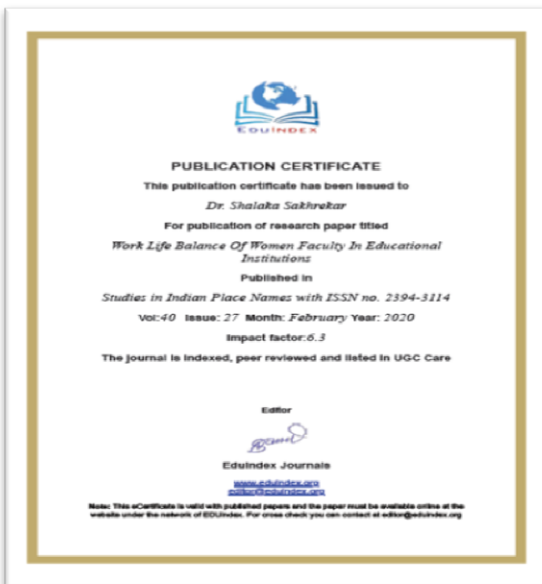 EDUINDEX
PUBLICATION CERTIFICATE
This publication certificate has been issued to
Dr. Shalaka Sakhrekar
For publication of research paper titled
Work Life Balance Of Women Faculty In Educational
Institutions
Published in
Studies in Indian Place Names with ISSN no. 2394-3114
Vol:40 Issue: 27 Month: February Year: 2020
Impact factor:6.3
The journal is indexed, peer reviewed and listed in UGC Care
Editor
EduIndex Journals
www.eduindex.org
editor@eduindex.org
Note: This eCertificate is valid with published papers and the paper must be available online at the
website under the network of EDUindex. For cross check you can contact at editor@eduindex.org